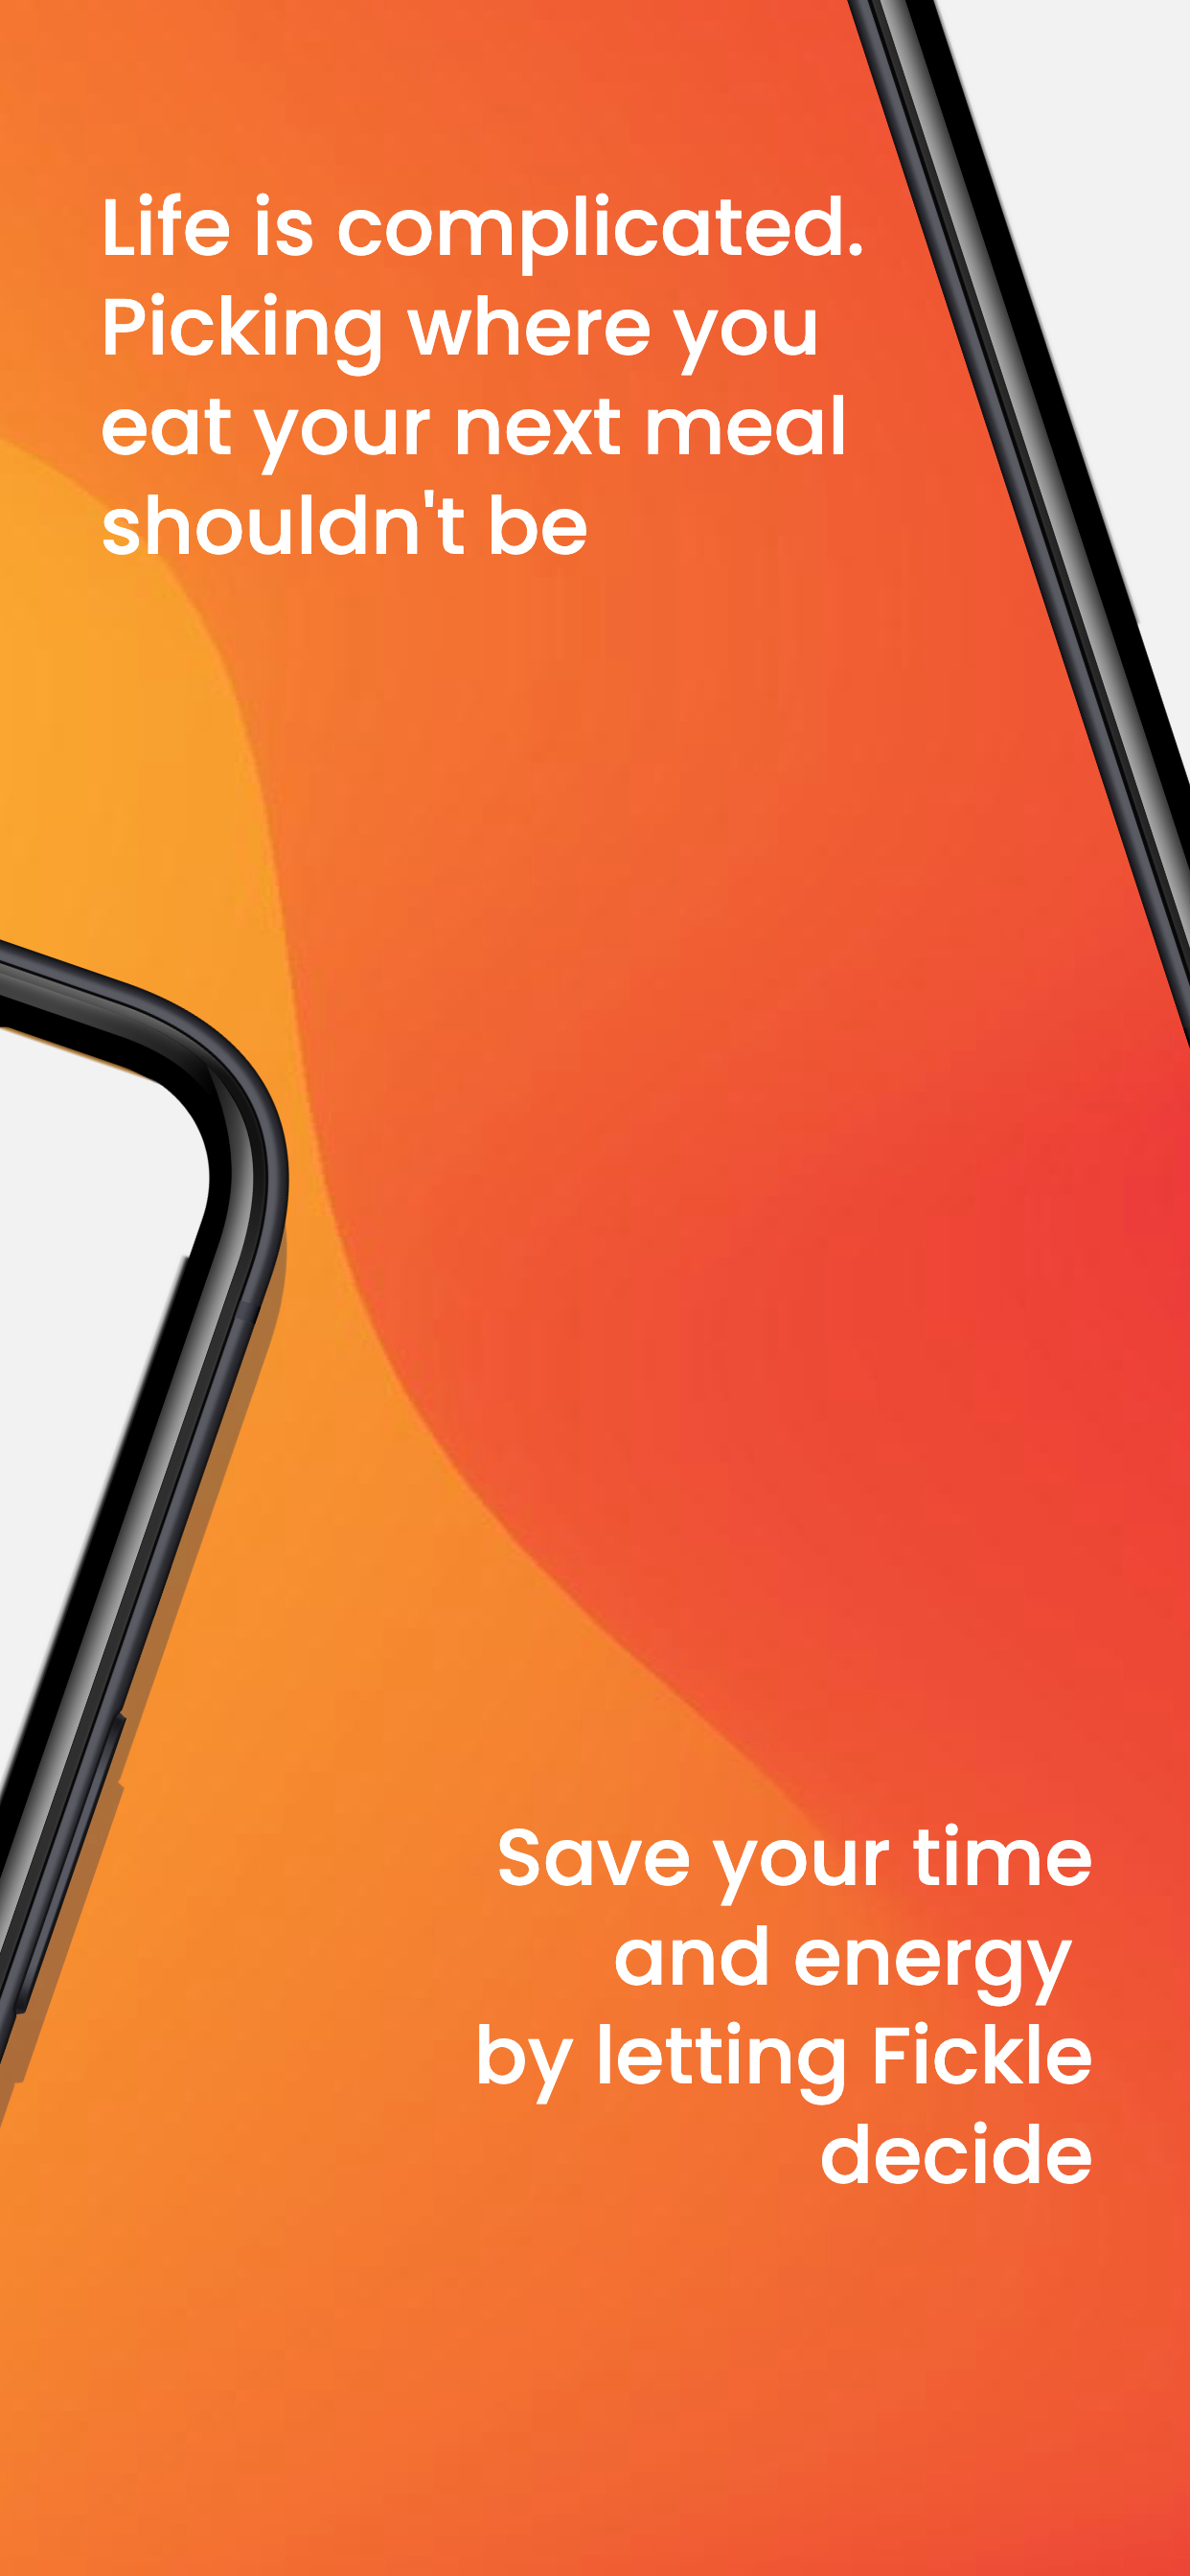 Life is complicated.
Picking where you
eat your next meal
shouldn't be
Save your time
and energy
by letting Fickle
decide